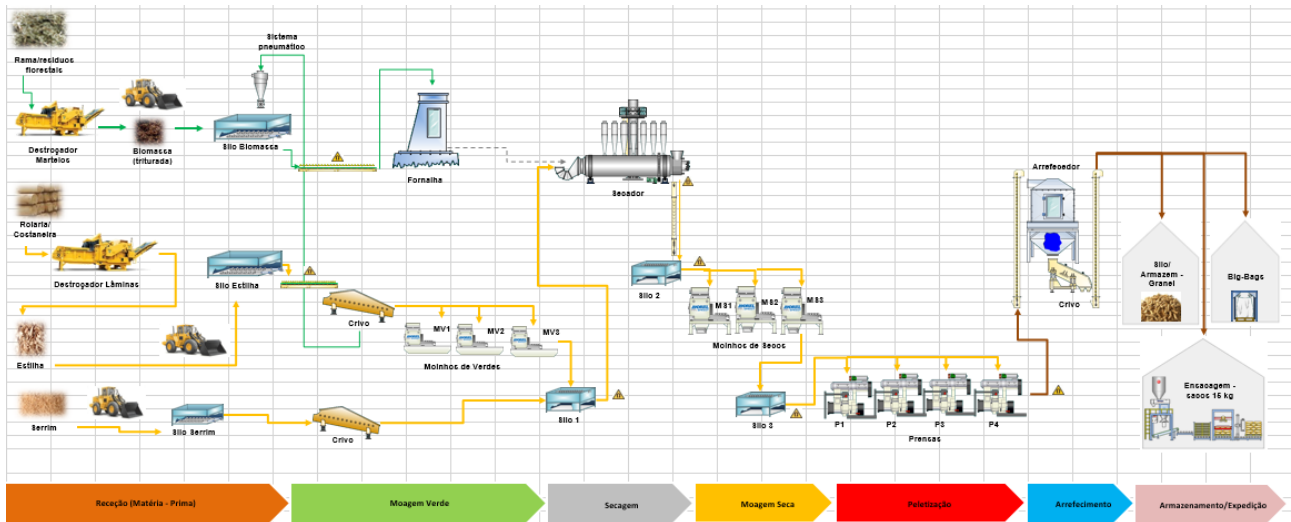 Rama/resíduos
florestais
Sistema
pneumático
Destroçador
Martelos
Biomassa
(triturada)
Silo Biomassa
Fornalha
Secador
Arrefecedor
Rolaria/
Costaneira
Destroçador Lâminas
Silo Estilha
Crivo
MV1
MV2
MV3
Moinhos de Verdes
Estilha
Silo 2
MS1
MS2
MS3
Moinhos de Secos
Crivo
Silo/
Armazem -
Granel
Big-Bags
Serrim
Silo Serrim
Crivo
Silo 1
Silo 3
P1
P2
P3
P4
Prensas
Ensacagem -
sacos 15 kg
Receção (Matéria - Prima)
Moagem Verde
Secagem
Moagem Seca
Peletização
Arrefecimento
Armazenamento/Expedição